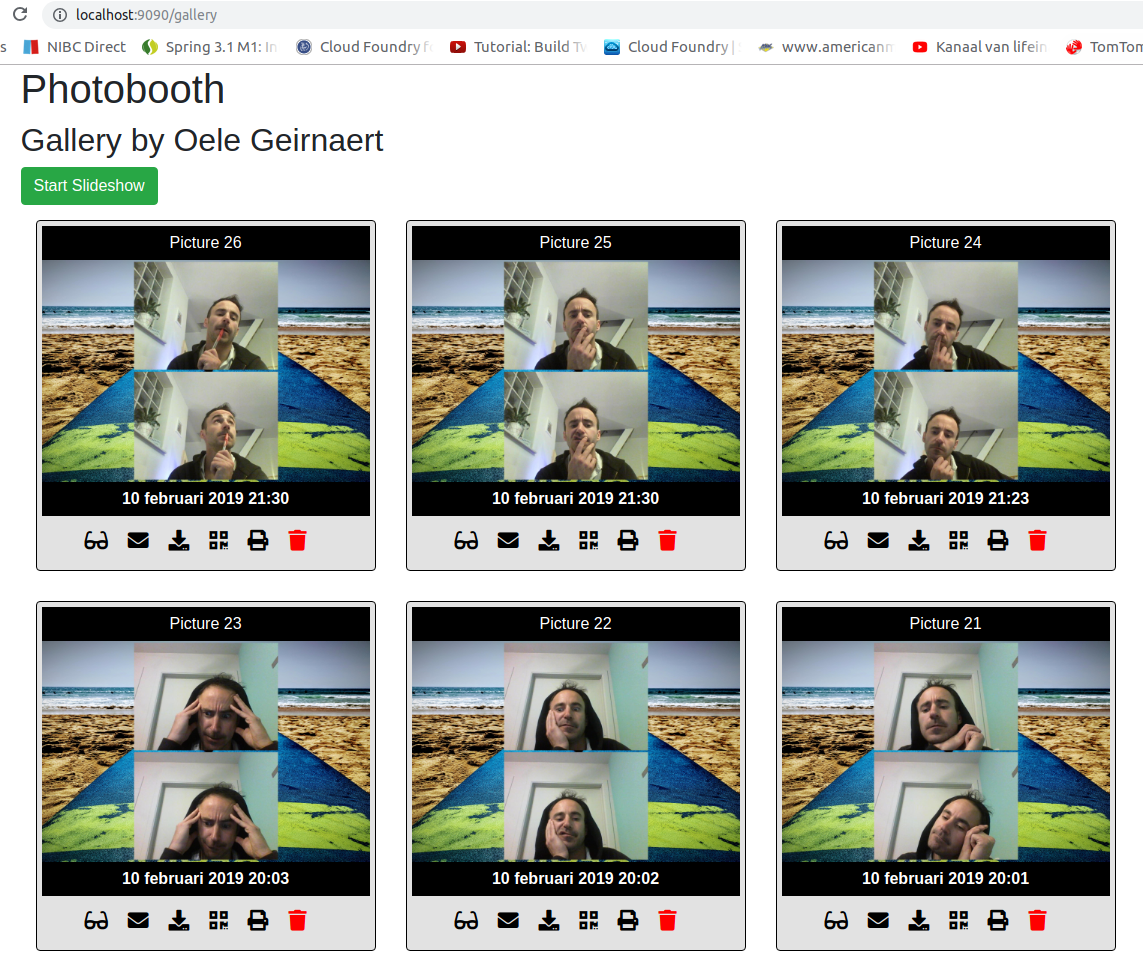 localhost:9090/gallery
s NIBC Direct Spring 3.1 M1: Cloud Foundry Tutorial: Build Cloud Foundry | www.american Kanaal van lifein TomTom
Photobooth
Gallery by Oele Geirnaert
Start Slideshow
Picture 26 Picture 25 Picture 24
10 februari 2019 21:30 10 februari 2019 21:30 10 februari 2019 21:23
Picture 23 Picture 22 Picture 21
10 februari 2019 20:03 10 februari 2019 20:02 10 februari 2019 20:01